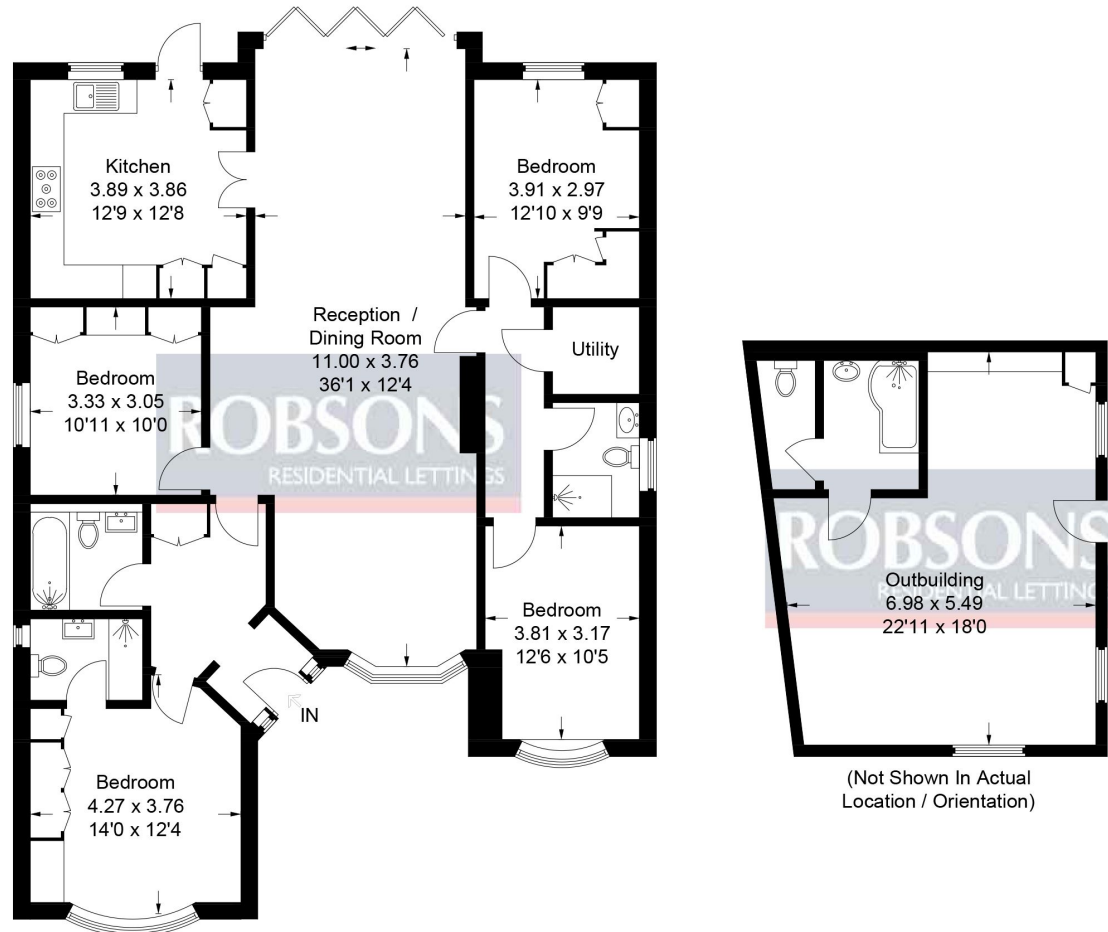 Kitchen
3.89 x 3.86
12'9 x 12'8
Bedroom
3.91 x 2.97
12'10 x 9'9
Reception /
Dining Room
11.00 x 3.76
36'1 x 12'4
Utility
Bedroom
3.33 x 3.05
10'11 x 10'0
ROBSONS
RESIDENTIAL LETTINGS
Bedroom
3.81 x 3.17
12'6 x 10'5
IN
Bedroom
4.27 x 3.76
14'0 x 12'4
ROBSONS
RESIDENTIAL LETTING
Outbuilding
6.98 x 5.49
22'11 x 18'0
(Not Shown In Actual
Location / Orientation)